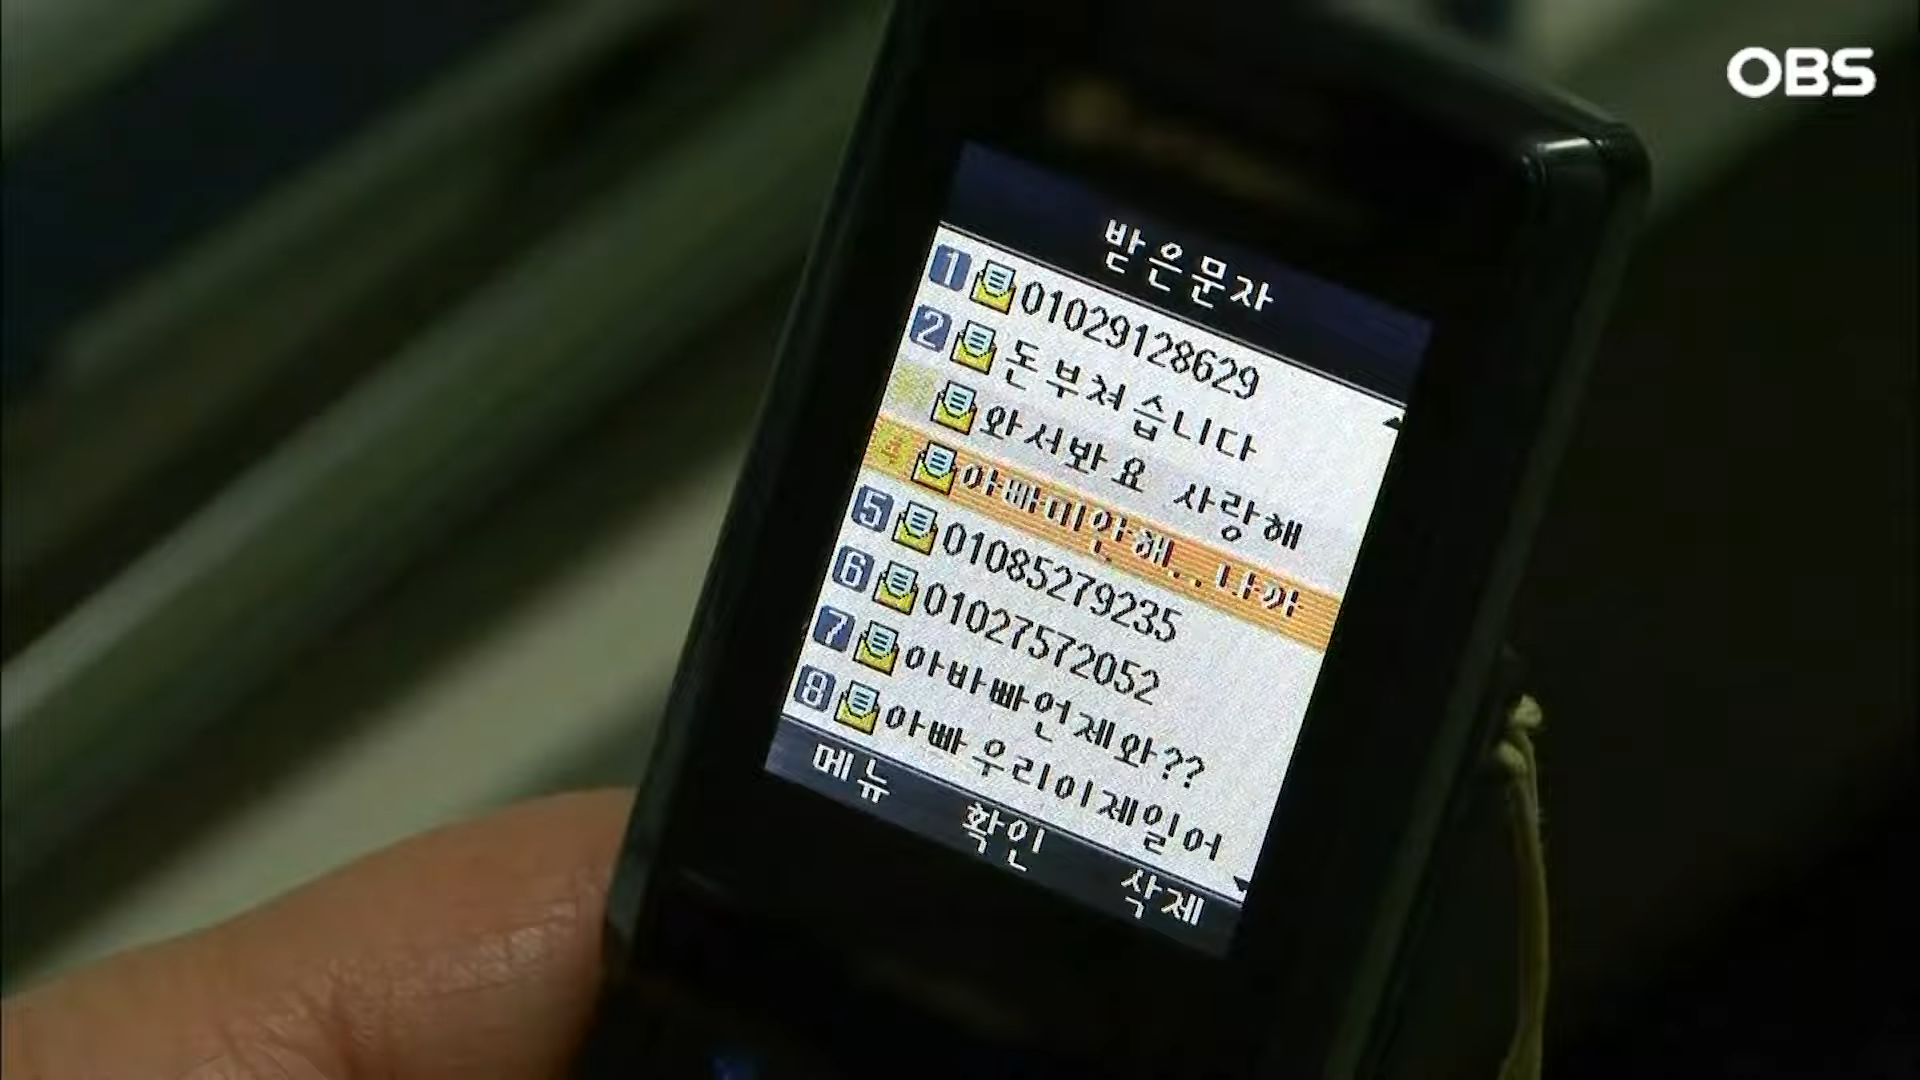 OBS
받은문자
1 01029128629
2 돈부쳐습니다
와서봐요 사랑해
4 아빠미안해..나가
5 01085279235
6 01027572052
7 아바빠언제와??
8 아빠우리이제일어
메뉴 확인 삭제